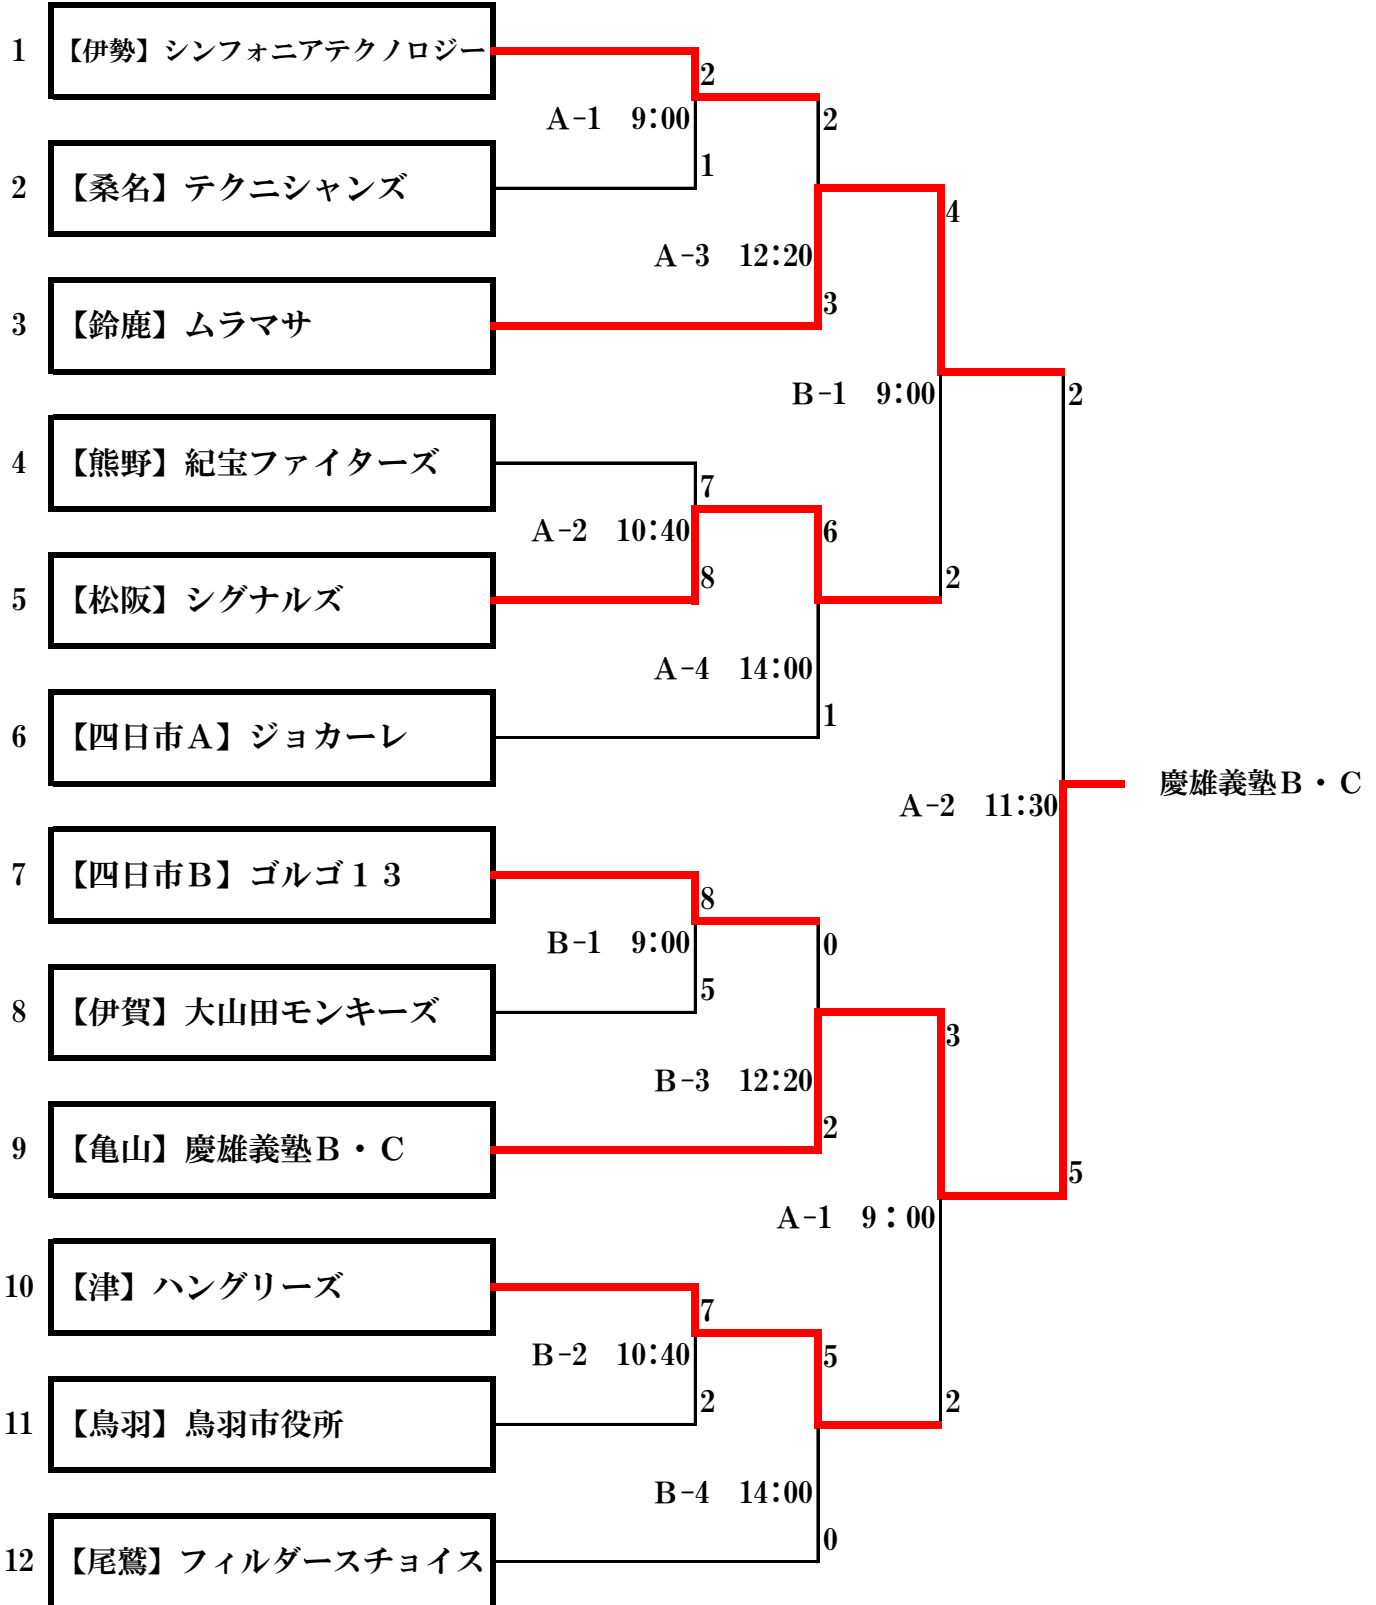 1 【伊勢】シンフォニアテクノロジー
2
A-1 9:00
2
1
2 【桑名】テクニシャンズ
4
A-3 12:20
3
3 【鈴鹿】ムラマサ
B-1 9:00
2
4 【熊野】紀宝ファイターズ
7
A-2 10:40
6
5 【松阪】シグナルズ
8
2
A-4 14:00
1
6 【四日市A】ジョカーレ
慶雄義塾B・C
A-2 11:30
7 【四日市B】ゴルゴ13
8
B-1 9:00
0
5
8 【伊賀】大山田モンキーズ
3
B-3 12:20
2
9 【亀山】慶雄義塾B・C
5
A-1 9:00
10 【津】ハングリーズ
7
B-2 10:40
5
2
2
11 【鳥羽】鳥羽市役所
B-4 14:00
0
12 【尾鷲】フィルダースチョイス